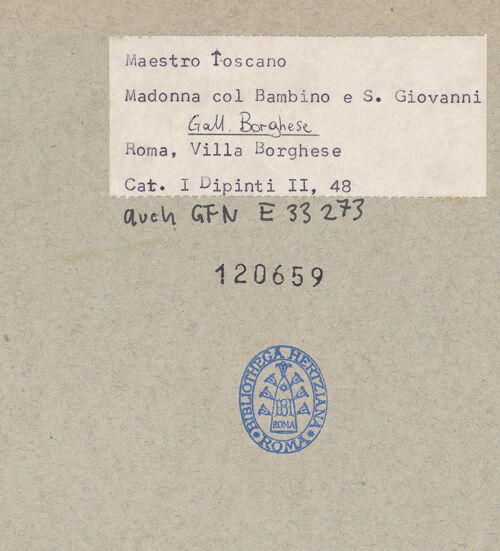 Maestro Toscano
Madonna col Bambino e S. Giovanni
Gall. Borghese
Roma, Villa Borghese
Cat. I Dipinti II, 48
auch GFN E 33 273
120659
BIBLIOTHECA HERTZIANA
BH
ROMA
ROMA